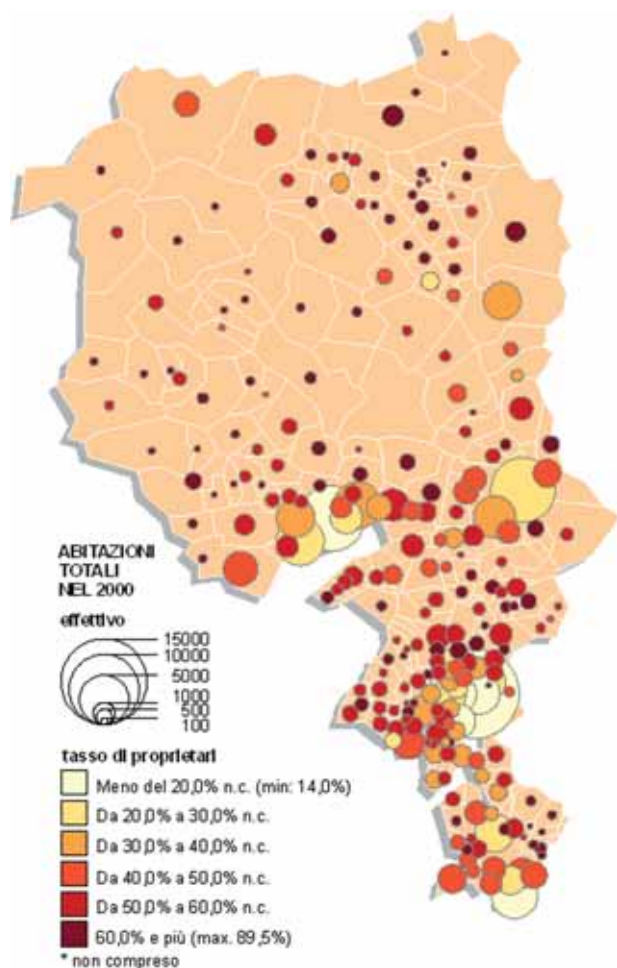 ABITAZIONI
TOTALI
NEL 2000
effettivo
15000
10000
5000
1000
500
100
tasso di proprietari
Meno del 20,0% n.c. (min: 14,0%)
Da 20,0% a 30,0% n.c.
Da 30,0% a 40,0% n.c.
Da 40,0% a 50,0% n.c.
Da 50,0% a 60,0% n.c.
60,0% e più (max. 89,5%)
* non compreso